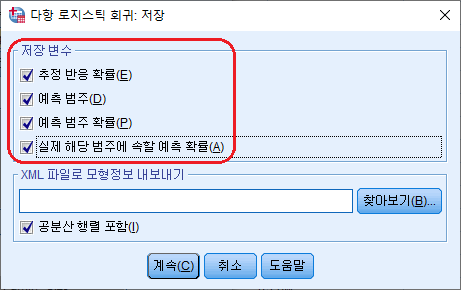 다항 로지스틱 회귀: 저장
저장 변수
추정 반응 확률(E)
예측 범주(D)
예측 범주 확률(P)
실제 해당 범주에 속할 예측 확률(A)
XML 파일로 모형정보 내보내기
찾아보기(B)...
공분산 행렬 포함(I)
계속(C) 취소 도움말